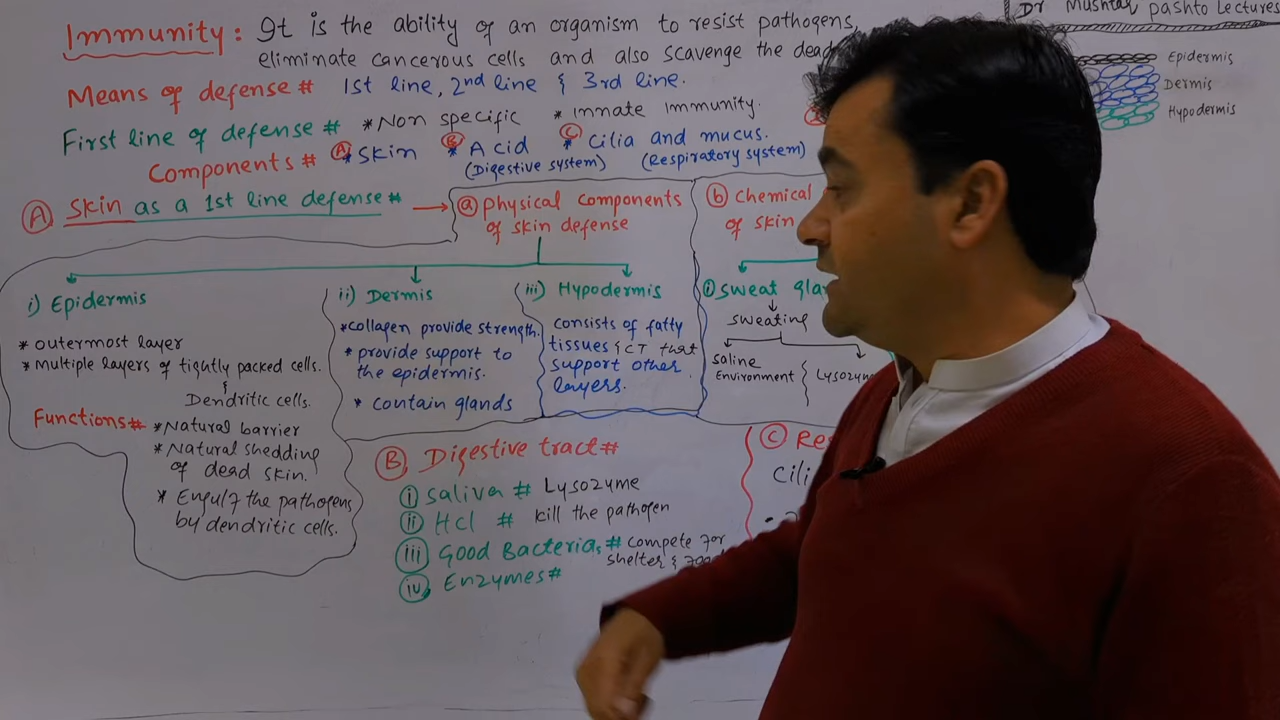 Dr Mushtaq Pashto Lectures
Immunity: It is the ability of an organism to resist pathogens,
eliminate cancerous cells and also scavenge the dead
Means of defense # 1st line, 2nd line & 3rd line.
First line of defense # *Non specific * Innate Immunity.
Components # A * Skin B * Acid C * Cilia and mucus.
(Digestive system) (Respiratory system)
Epidermis
Dermis
Hypodermis
A Skin as a 1st line defense #
a Physical Components
of skin defense
b Chemical
of skin
i) Epidermis
* outermost layer
* Multiple layers of tightly packed cells.
&
Dendritic cells.
Functions # * Natural barrier
* Natural shedding
of dead skin.
* Engulf the pathogens
by dendritic cells.
ii) Dermis
*collagen provide strength.
* provide support to
the epidermis.
* contain glands
iii) Hypodermis
consists of fatty
tissues & CT that
support other
layers.
i Sweat gla
Sweating
Saline
Environment
Lysozym
B Digestive tract #
i Saliva # Lysozyme
ii HCl # kill the pathogen
iii Good Bacterias # compete for
shelter & food
iv Enzymes #
C Res
Cili